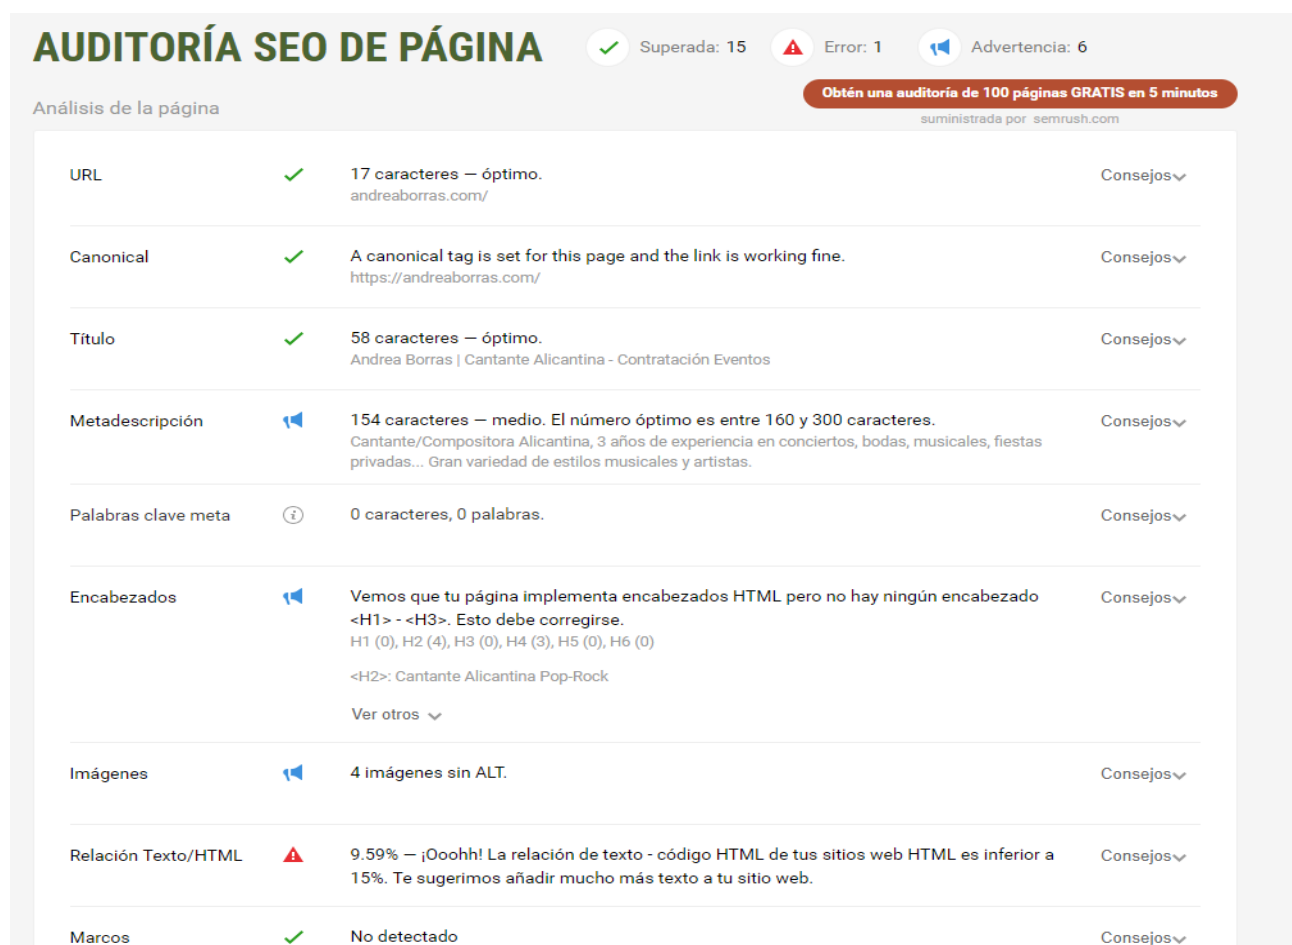 AUDITORÍA SEO DE PÁGINA
Superada: 15
Error: 1
Advertencia: 6
Obtén una auditoría de 100 páginas GRATIS en 5 minutos
Análisis de la página
suministrada por semrush.com
URL
17 caracteres — óptimo.
Consejos
andreaborras.com/
Canonical
A canonical tag is set for this page and the link is working fine.
Consejos
https://andreaborras.com/
Título
58 caracteres — óptimo.
Consejos
Andrea Borras | Cantante Alicantina - Contratación Eventos
Metadescripción
154 caracteres — medio. El número óptimo es entre 160 y 300 caracteres.
Consejos
Cantante/Compositora Alicantina, 3 años de experiencia en conciertos, bodas, musicales, fiestas
privadas... Gran variedad de estilos musicales y artistas.
Palabras clave meta
0 caracteres, 0 palabras.
Consejos
Encabezados
Vemos que tu página implementa encabezados HTML pero no hay ningún encabezado
Consejos
<H1> - <H3>. Esto debe corregirse.
H1 (0), H2 (4), H3 (0), H4 (3), H5 (0), H6 (0)
<H2>: Cantante Alicantina Pop-Rock
Ver otros
Imágenes
4 imágenes sin ALT.
Consejos
Relación Texto/HTML
9.59% — ¡Ooohh! La relación de texto - código HTML de tus sitios web HTML es inferior a
Consejos
15%. Te sugerimos añadir mucho más texto a tu sitio web.
Marcos
No detectado
Consejos